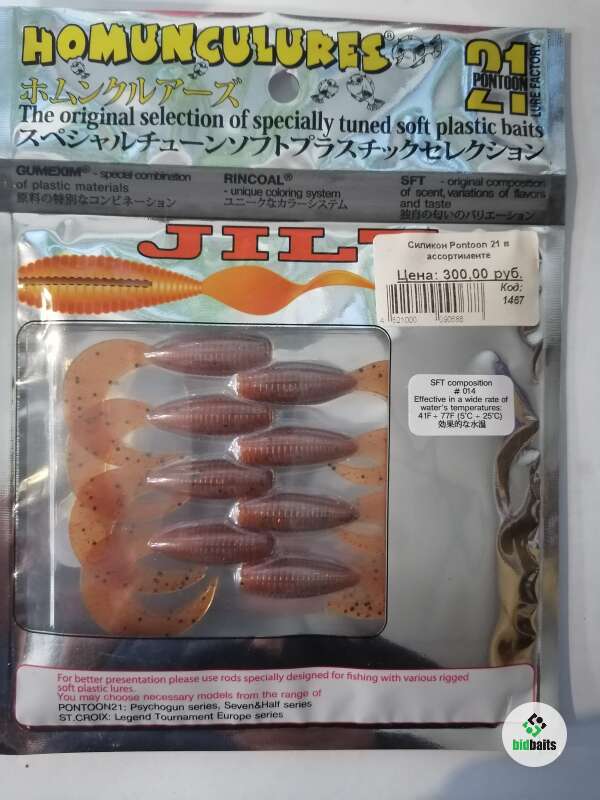 HOMUNCULURES®
ホムンクルアーズ
21
PONTOON
LURE FACTORY
The original selection of specially tuned soft plastic baits
スペシャルチューンソフトプラスチックセレクション
GUMEXIM® - special combination
of plastic materials
原料の特別なコンビネーション
RINCOAL®
- unique coloring system
ユニークなカラーシステム
SFT - original composition
of scent, variations of flavors
and taste
独自の匂いのバリエーション
Силикон Pontoon 21 в
ассортименте
Цена: 300,00 руб.
Код:
1467
SFT composition
# 014
Effective in a wide rate of
water's temperatures:
41F ÷ 77F (5°C ÷ 25°C)
効果的な水温
For better presentation please use rods specially designed for fishing with various rigged
soft plastic lures.
You may choose necessary models from the range of
PONTOON21: Psychogun series, Seven&Half series
ST.CROIX: Legend Tournament Europe series
bidbaits